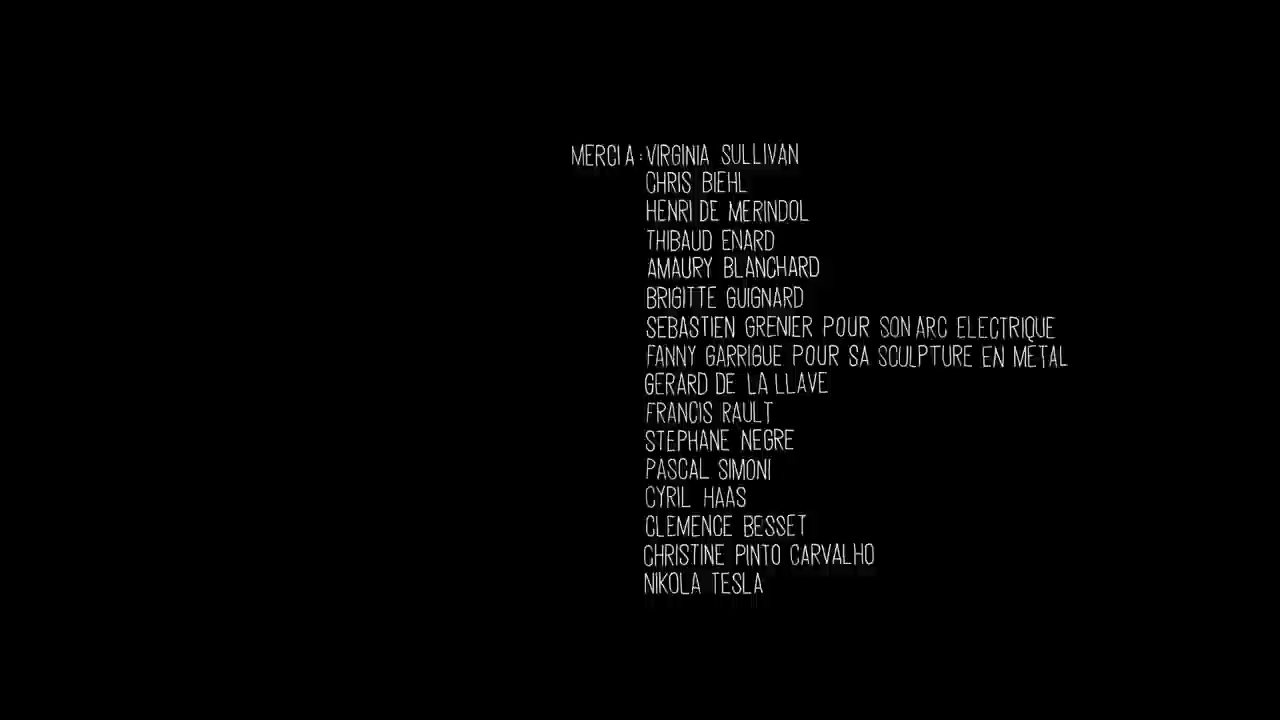 MERCI A : VIRGINIA SULLIVAN
CHRIS BIEHL
HENRI DE MERINDOL
THIBAUD ENARD
AMAURY BLANCHARD
BRIGITTE GUIGNARD
SEBASTIEN GRENIER POUR SON ARC ELECTRIQUE
FANNY GARRIGUE POUR SA SCULPTURE EN METAL
GERARD DE LA LLAVE
FRANCIS RAULT
STEPHANE NEGRE
PASCAL SIMONI
CYRIL HAAS
CLEMENCE BESSET
CHRISTINE PINTO CARVALHO
NIKOLA TESLA